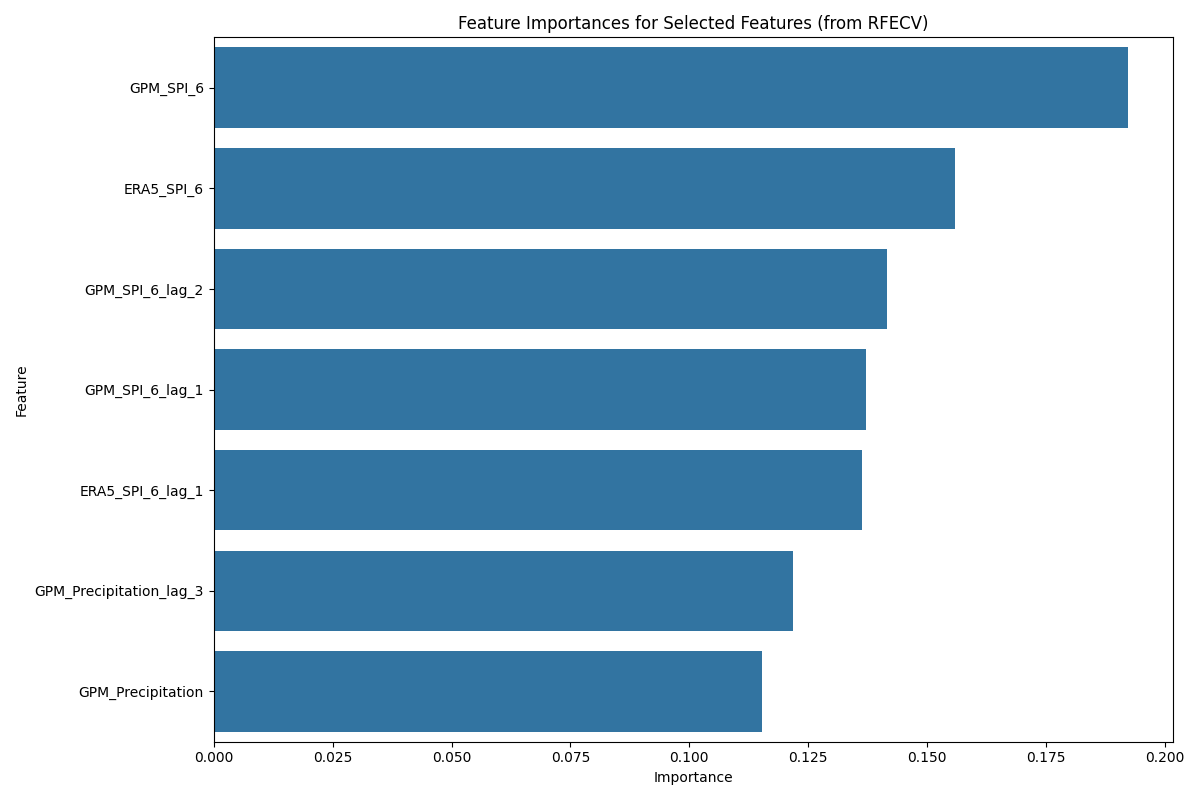 Feature Importances for Selected Features (from RFECV)
Feature
GPM_SPI_6
ERA5_SPI_6
GPM_SPI_6_lag_2
GPM_SPI_6_lag_1
ERA5_SPI_6_lag_1
GPM_Precipitation_lag_3
GPM_Precipitation
0.000 0.025 0.050 0.075 0.100 0.125 0.150 0.175 0.200
Importance